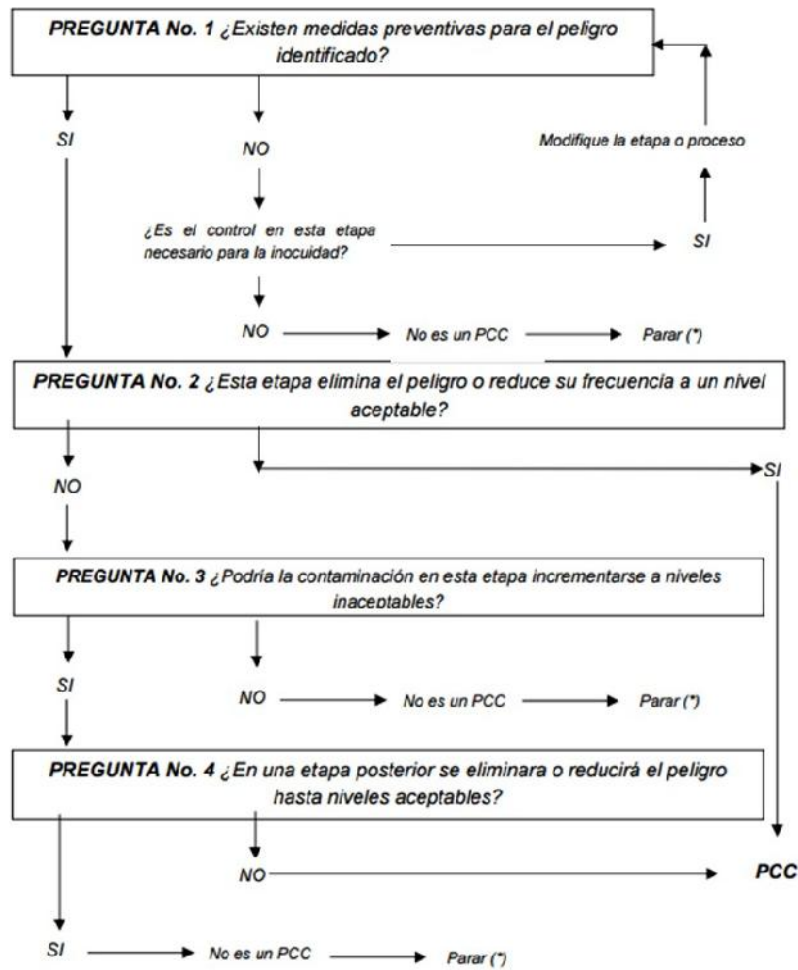 PREGUNTA No. 1 ¿Existen medidas preventivas para el peligro
identificado?
SI
NO
Modifique la etapa o proceso
¿Es el control en esta etapa
necesario para la inocuidad?
SI
NO
No es un PCC
Parar (*)
PREGUNTA No. 2 ¿Esta etapa elimina el peligro o reduce su frecuencia a un nivel
aceptable?
SI
NO
PREGUNTA No. 3 ¿Podría la contaminación en esta etapa incrementarse a niveles
inaceptables?
SI
NO
No es un PCC
Parar (*)
PREGUNTA No. 4 ¿En una etapa posterior se eliminara o reducirá el peligro
hasta niveles aceptables?
NO
PCC
SI
No es un PCC
Parar (*)